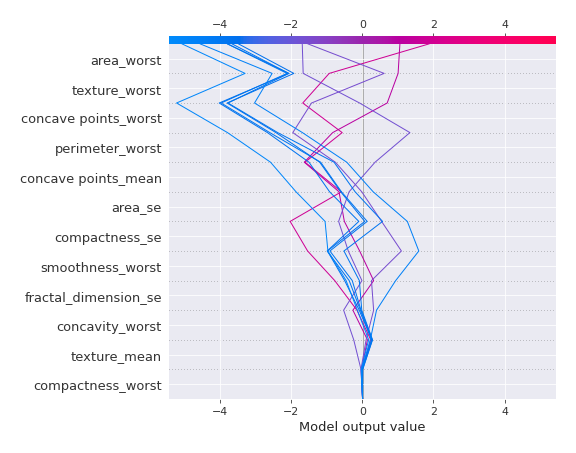 −4 −2 0 2 4
area_worst
texture_worst
concave points_worst
perimeter_worst
concave points_mean
area_se
compactness_se
smoothness_worst
fractal_dimension_se
concavity_worst
texture_mean
compactness_worst
−4 −2 0 2 4
Model output value